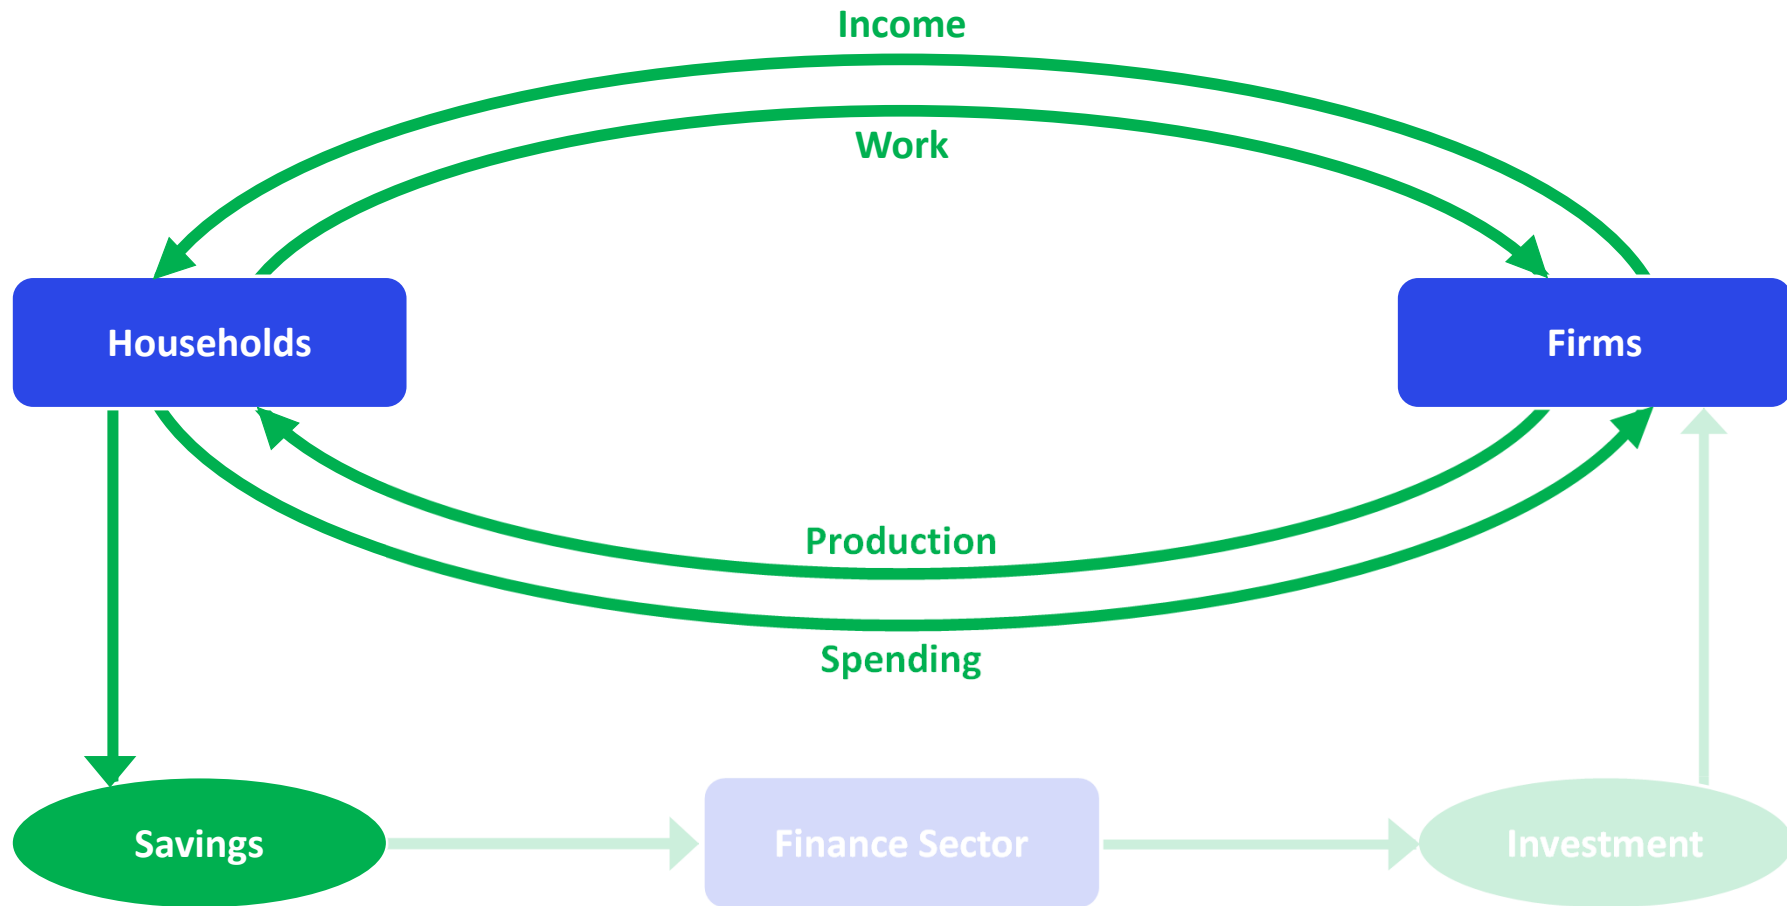 Income
Work
Households
Firms
Production
Spending
Savings
Finance Sector
Investment